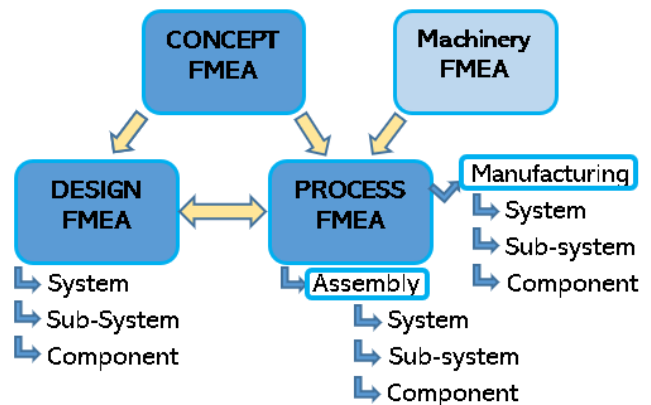 CONCEPT
FMEA
Machinery
FMEA
DESIGN
FMEA
PROCESS
FMEA
Manufacturing
System
Sub-system
Component
System
Sub-System
Component
Assembly
System
Sub-system
Component